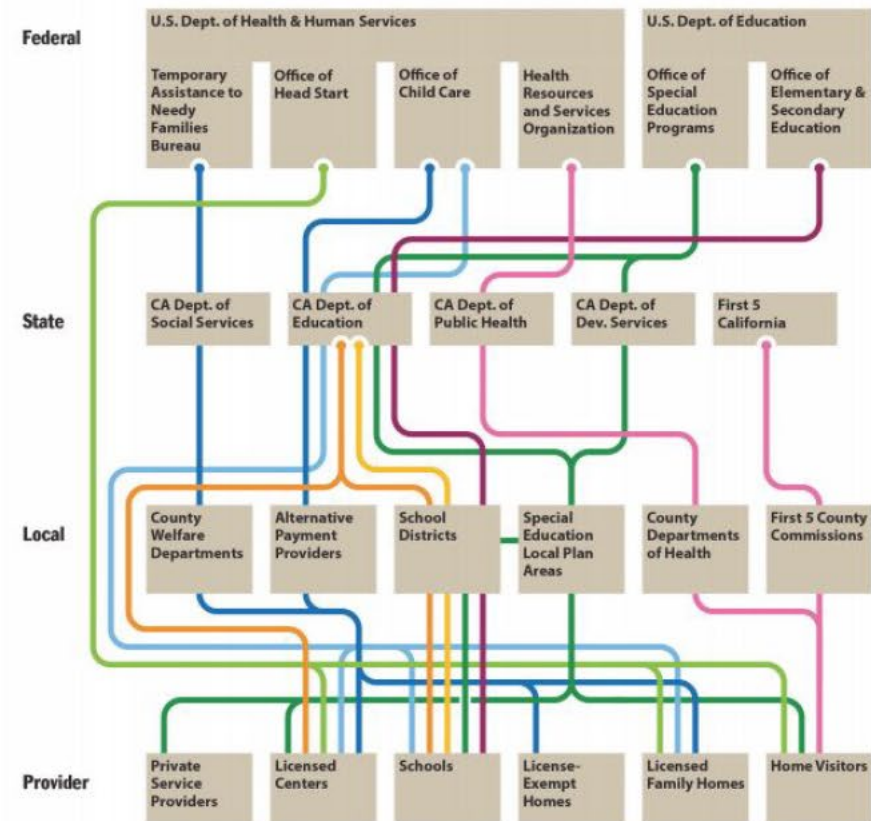 Federal
U.S. Dept. of Health & Human Services
U.S. Dept. of Education
Temporary
Assistance to
Needy
Families
Bureau
Office of
Head Start
Office of
Child Care
Health
Resources
and Services
Organization
Office of
Special
Education
Programs
Office of
Elementary &
Secondary
Education
State
CA Dept. of
Social Services
CA Dept. of
Education
CA Dept. of
Public Health
CA Dept. of
Dev. Services
First 5
California
Local
County
Welfare
Departments
Alternative
Payment
Providers
School
Districts
Special
Education
Local Plan
Areas
County
Departments
of Health
First 5 County
Commissions
Provider
Private
Service
Providers
Licensed
Centers
Schools
License-
Exempt
Homes
Licensed
Family Homes
Home Visitors